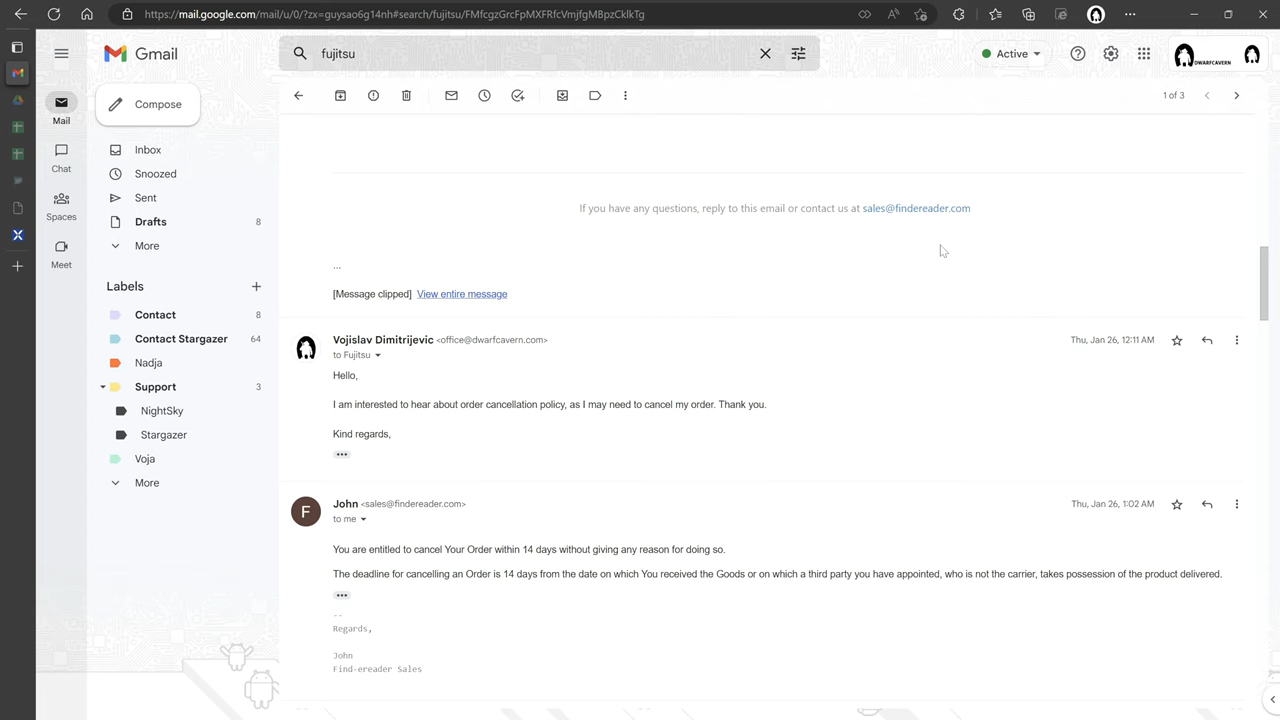 mail.google.com/mail/u/0/?zx=guysao6g14nh#search/fujitsu/FMfcgzGrcFpMXFRfcVmjfgMBpzCklkTg
Gmail
fujitsu
Active
DWARFCAVERN
Compose
1 of 3
Mail
Chat
Spaces
Meet
Inbox
Snoozed
Sent
Drafts 8
More
Labels
Contact 8
Contact Stargazer 64
Nadja
Support 3
NightSky
Stargazer
Voja
More
If you have any questions, reply to this email or contact us at sales@findereader.com
...
[Message clipped] View entire message
Vojislav Dimitrijevic <office@dwarfcavern.com> Thu, Jan 26, 12:11 AM
to Fujitsu
Hello,
I am interested to hear about order cancellation policy, as I may need to cancel my order. Thank you.
Kind regards,
F
John <sales@findereader.com> Thu, Jan 26, 1:02 AM
to me
You are entitled to cancel Your Order within 14 days without giving any reason for doing so.
The deadline for cancelling an Order is 14 days from the date on which You received the Goods or on which a third party you have appointed, who is not the carrier, takes possession of the product delivered.
--
Regards,
John
Find-ereader Sales